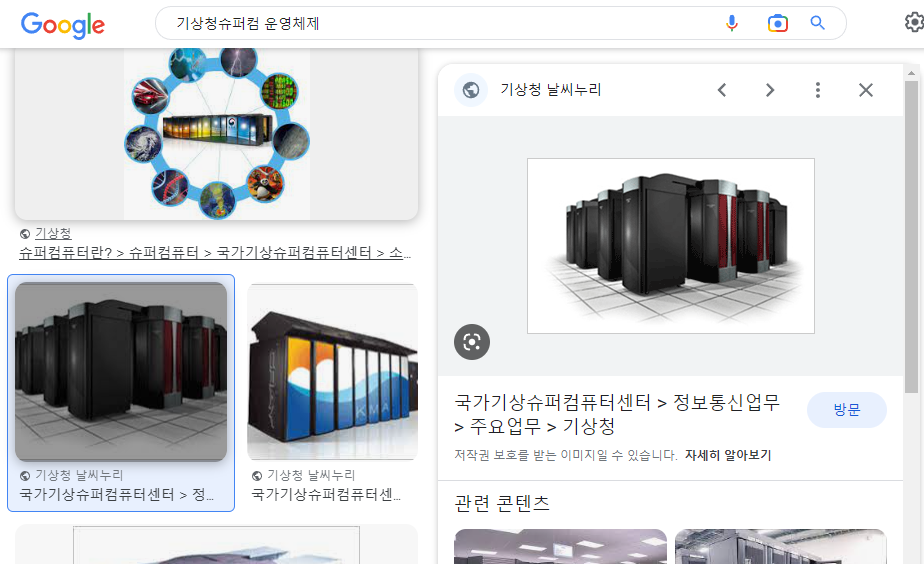 Google
기상청슈퍼컴 운영체제
기상청
슈퍼컴퓨터란? > 슈퍼컴퓨터 > 국가기상슈퍼컴퓨터센터 > 소...
기상청 날씨누리
국가기상슈퍼컴퓨터센터 > 정...
KMA
기상청 날씨누리
국가기상슈퍼컴퓨터센...
기상청 날씨누리
국가기상슈퍼컴퓨터센터 > 정보통신업무
> 주요업무 > 기상청
방문
저작권 보호를 받는 이미지일 수 있습니다. 자세히 알아보기
관련 콘텐츠